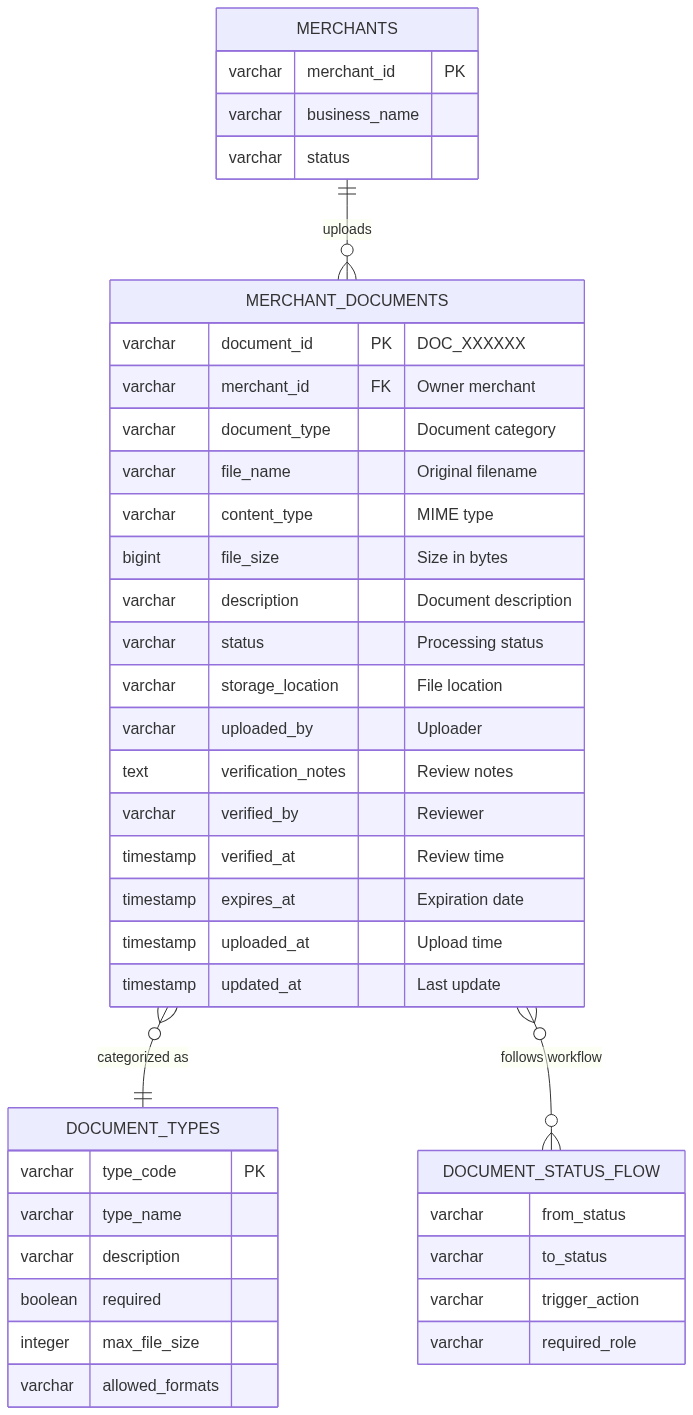 MERCHANTS
varchar merchant_id PK
varchar business_name
varchar status
uploads
MERCHANT_DOCUMENTS
varchar document_id PK DOC_XXXXXX
varchar merchant_id FK Owner merchant
varchar document_type Document category
varchar file_name Original filename
varchar content_type MIME type
bigint file_size Size in bytes
varchar description Document description
varchar status Processing status
varchar storage_location File location
varchar uploaded_by Uploader
text verification_notes Review notes
varchar verified_by Reviewer
timestamp verified_at Review time
timestamp expires_at Expiration date
timestamp uploaded_at Upload time
timestamp updated_at Last update
categorized as
follows workflow
DOCUMENT_TYPES
varchar type_code PK
varchar type_name
varchar description
boolean required
integer max_file_size
varchar allowed_formats
DOCUMENT_STATUS_FLOW
varchar from_status
varchar to_status
varchar trigger_action
varchar required_role